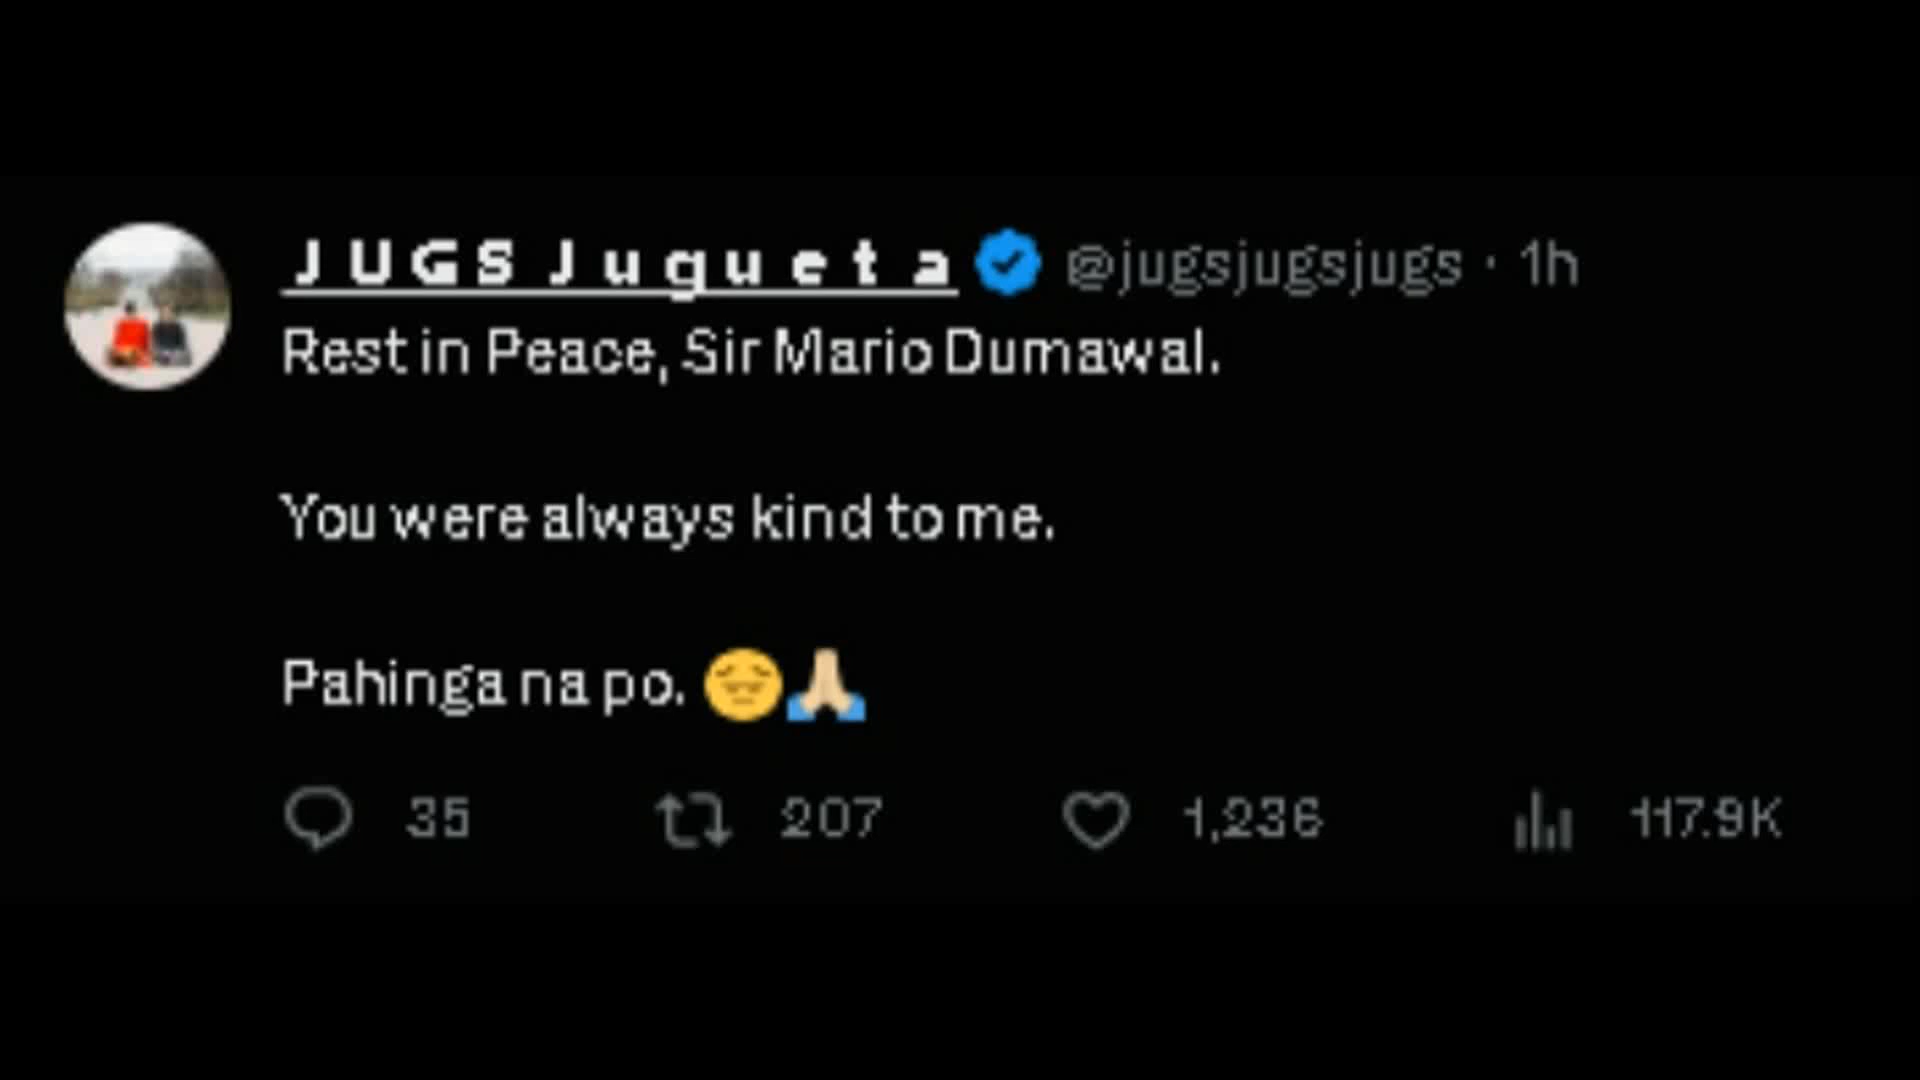 JUGS Jugueta @jugsjugsjugs · 1h
Rest in Peace, Sir Mario Dumawal.
You were always kind to me.
Pahinga na po. 😔🙏🏼
35 207 1,236 117.9K